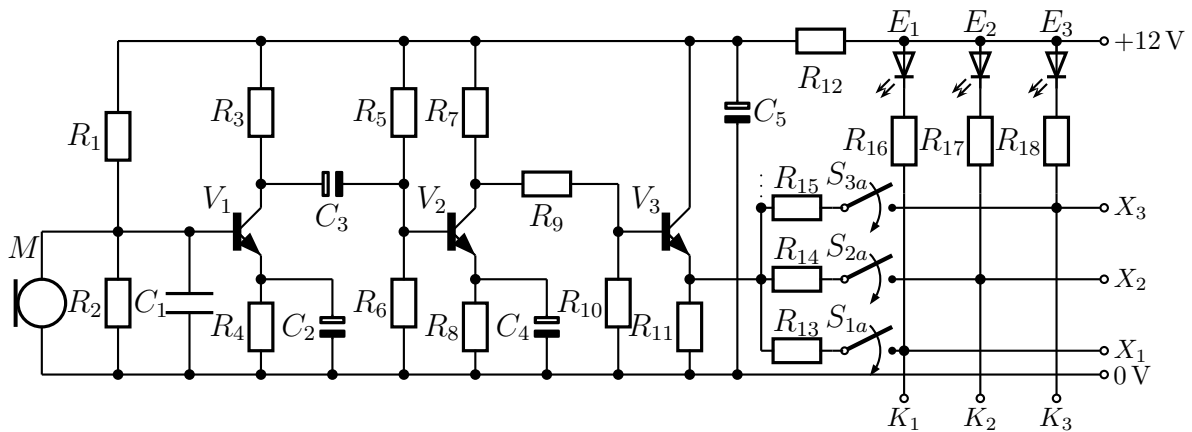 E1 E2 E3
+12 V
R12
R3 R5 R7 C5
R1 R16 R17 R18
V1 C3 V2 R9 V3 R15 S3a X3
M R14 S2a X2
R2 C1 R4 C2 R6 R8 C4 R10 R11 R13 S1a X1
0 V
K1 K2 K3